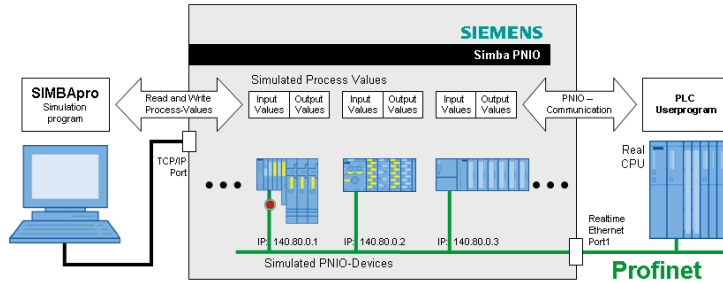 SIEMENS
Simba PNIO
SIMBApro
Simulation
program
Read and Write
Process-Values
Simulated Process Values
Input
Values
Output
Values
Input
Values
Output
Values
Input
Values
Output
Values
PNIO –
Communication
PLC
Userprogram
TCP/IP
Port
Real
CPU
IP: 140.80.0.1
IP: 140.80.0.2
IP: 140.80.0.3
Simulated PNIO-Devices
Realtime
Ethernet
Port1
Profinet